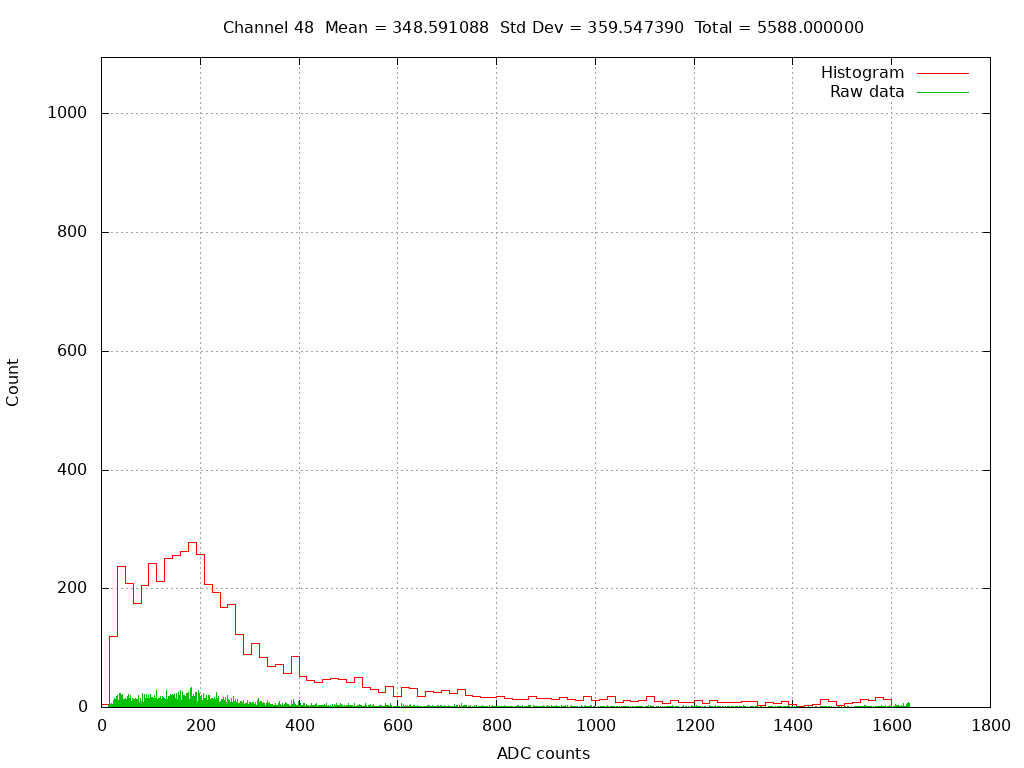 Channel 48  Mean = 348.591088  Std Dev = 359.547390  Total = 5588.000000
Histogram
Raw data
1000
800
600
400
200
0
Count
0 200 400 600 800 1000 1200 1400 1600 1800
ADC counts